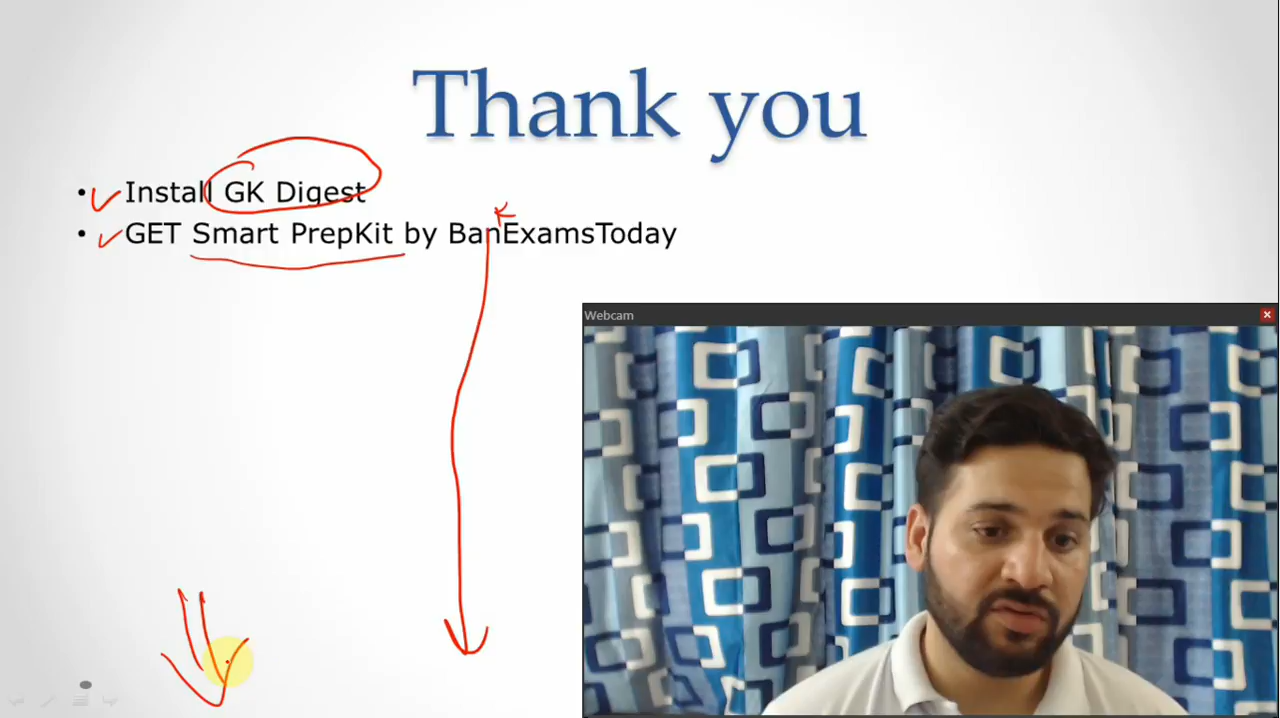 Thank you
• Install GK Digest
K
• GET Smart PrepKit by BanExamsToday
Webcam